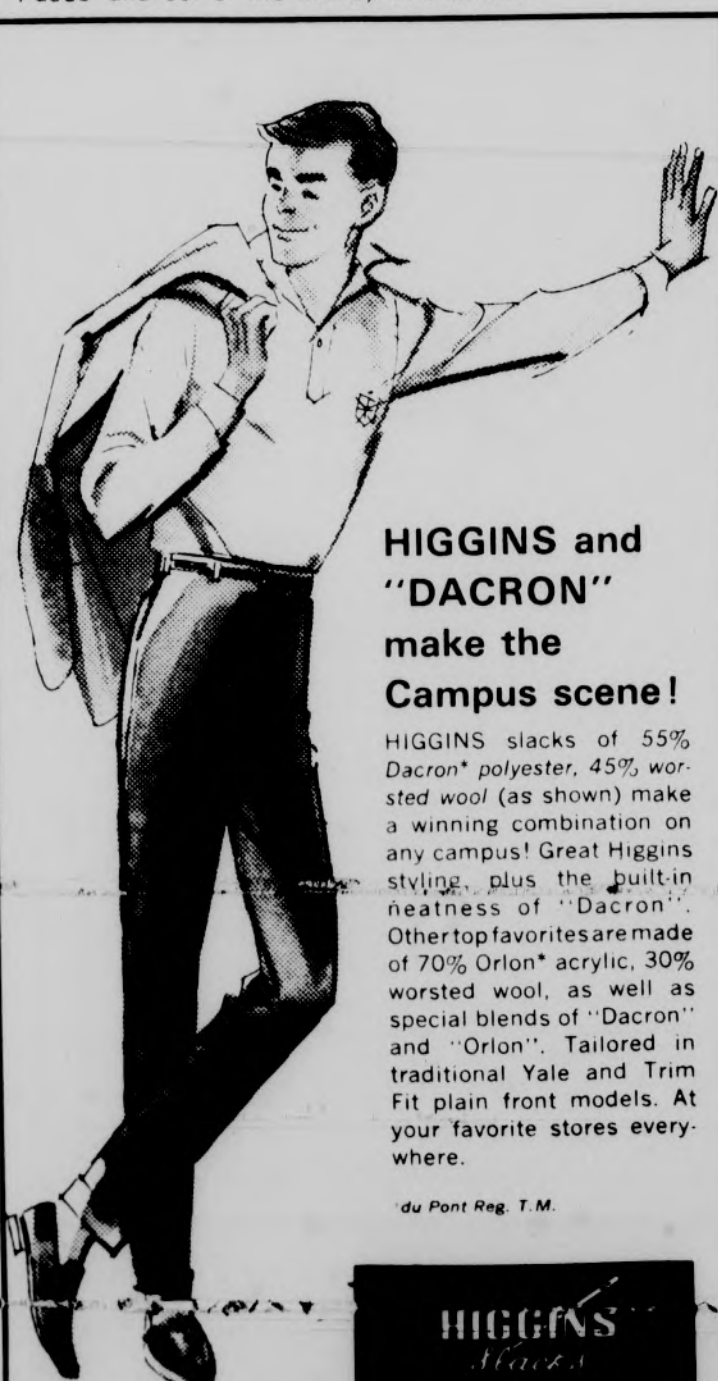 HIGGINS and
"DACRON"
make the
Campus scene!
HIGGINS slacks of 55%
Dacron* polyester, 45% wor-
sted wool (as shown) make
a winning combination on
any campus! Great Higgins
styling, plus the built-in
neatness of "Dacron".
Other top favorites are made
of 70% Orlon* acrylic, 30%
worsted wool, as well as
special blends of "Dacron"
and "Orlon". Tailored in
traditional Yale and Trim
Fit plain front models. At
your favorite stores every-
where.
*du Pont Reg. T.M.
HIGGINS
Slacks